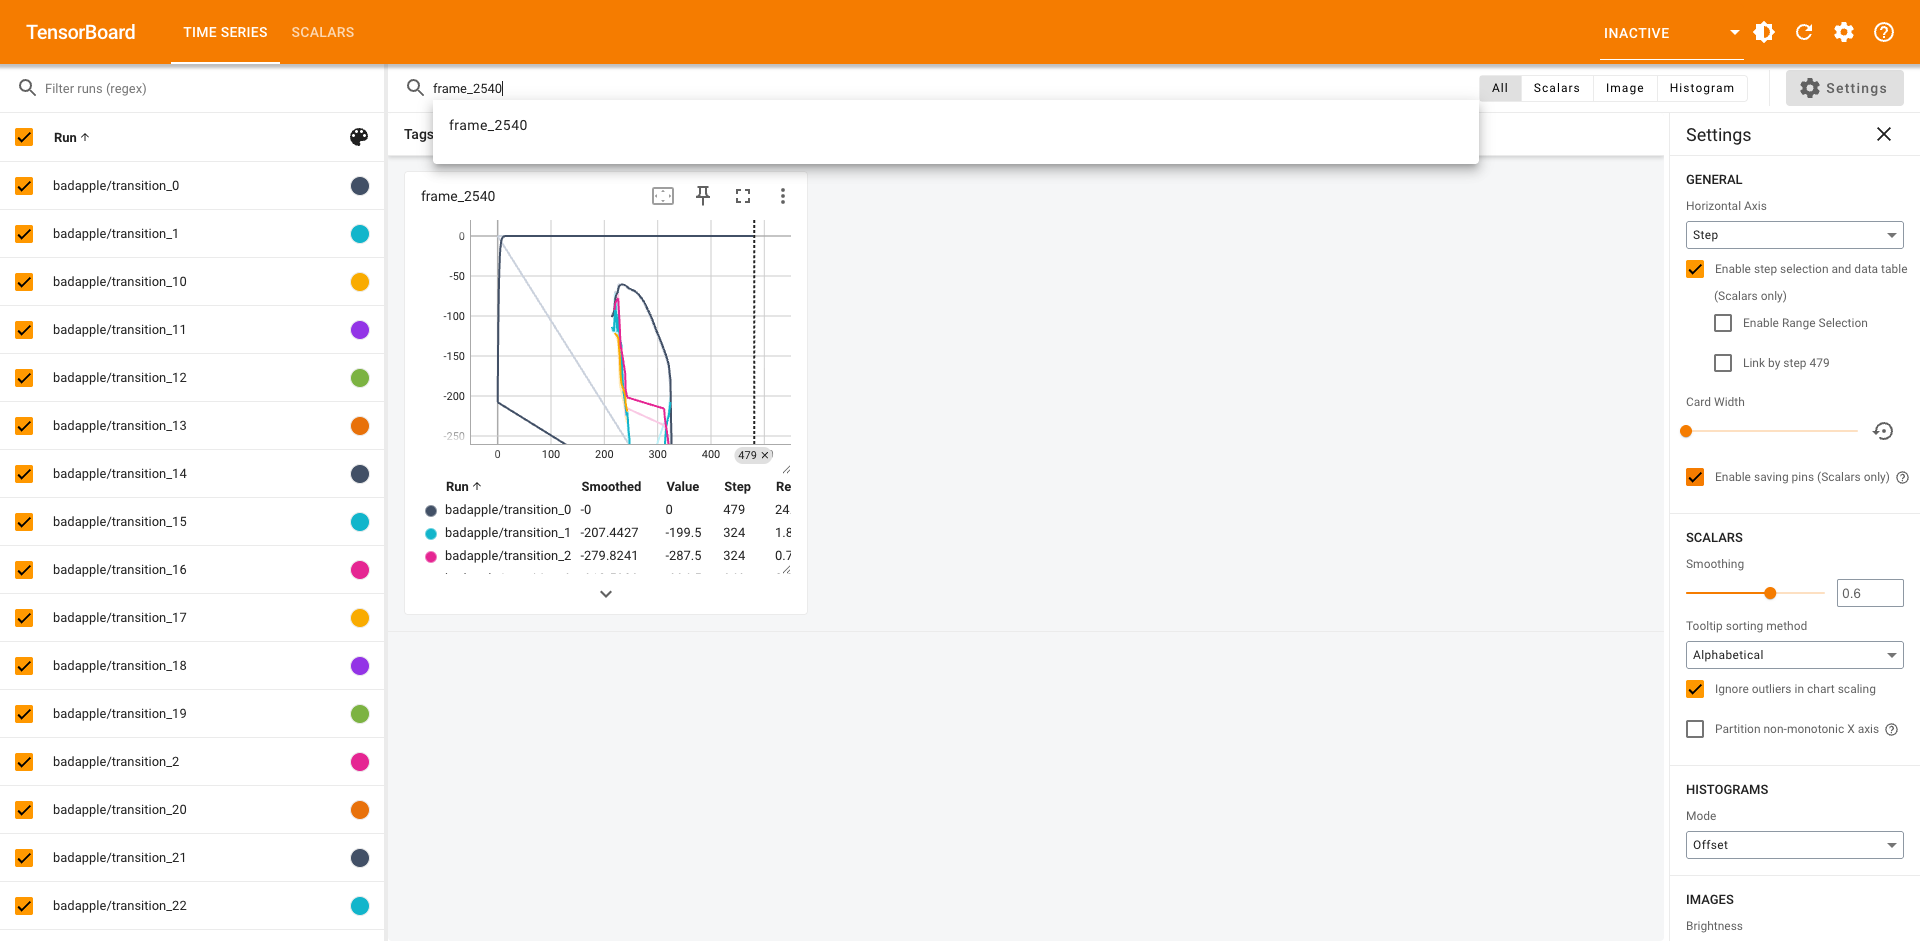 TensorBoard
TIME SERIES
SCALARS
INACTIVE
Filter runs (regex)
frame_2540
All
Scalars
Image
Histogram
Settings
frame_2540
Tags
Run ↑
badapple/transition_0
badapple/transition_1
badapple/transition_10
badapple/transition_11
badapple/transition_12
badapple/transition_13
badapple/transition_14
badapple/transition_15
badapple/transition_16
badapple/transition_17
badapple/transition_18
badapple/transition_19
badapple/transition_2
badapple/transition_20
badapple/transition_21
badapple/transition_22
frame_2540
0
-50
-100
-150
-200
-250
0 100 200 300 400 479 ×
Run ↑ Smoothed Value Step Re
badapple/transition_0 -0 0 479 24.
badapple/transition_1 -207.4427 -199.5 324 1.8
badapple/transition_2 -279.8241 -287.5 324 0.7
Settings
GENERAL
Horizontal Axis
Step
Enable step selection and data table
(Scalars only)
Enable Range Selection
Link by step 479
Card Width
Enable saving pins (Scalars only)
SCALARS
Smoothing
0.6
Tooltip sorting method
Alphabetical
Ignore outliers in chart scaling
Partition non-monotonic X axis
HISTOGRAMS
Mode
Offset
IMAGES
Brightness